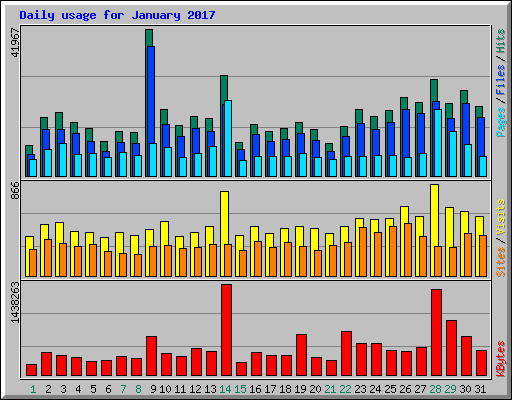 Daily usage for January 2017
41967
Pages / Files / Hits
866
Sites / Visits
1438263
KBytes
1 2 3 4 5 6 7 8 9 10 11 12 13 14 15 16 17 18 19 20 21 22 23 24 25 26 27 28 29 30 31